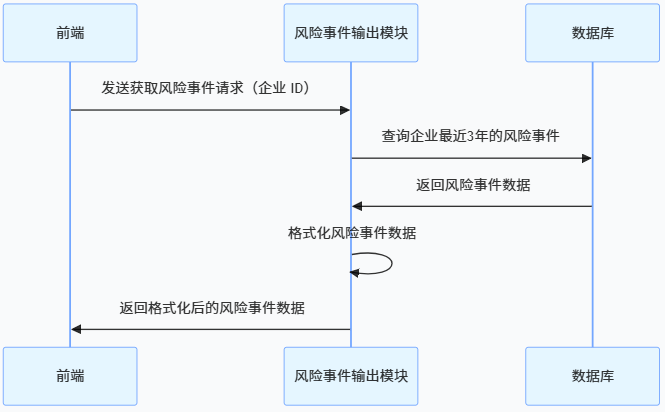 前端
风险事件输出模块
数据库
发送获取风险事件请求（企业 ID）
查询企业最近3年的风险事件
返回风险事件数据
格式化风险事件数据
返回格式化后的风险事件数据
前端
风险事件输出模块
数据库